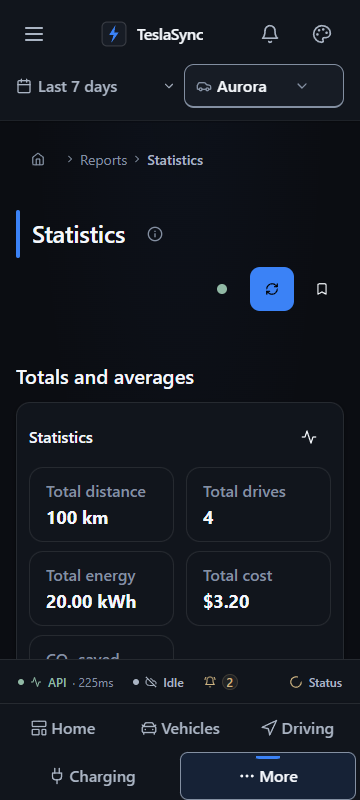 TeslaSync
Last 7 days
Aurora
Reports
Statistics
Statistics
Totals and averages
Statistics
Total distance
100 km
Total drives
4
Total energy
20.00 kWh
Total cost
$3.20
CO₂ saved
API · 225ms
Idle
2
Status
Home
Vehicles
Driving
Charging
More